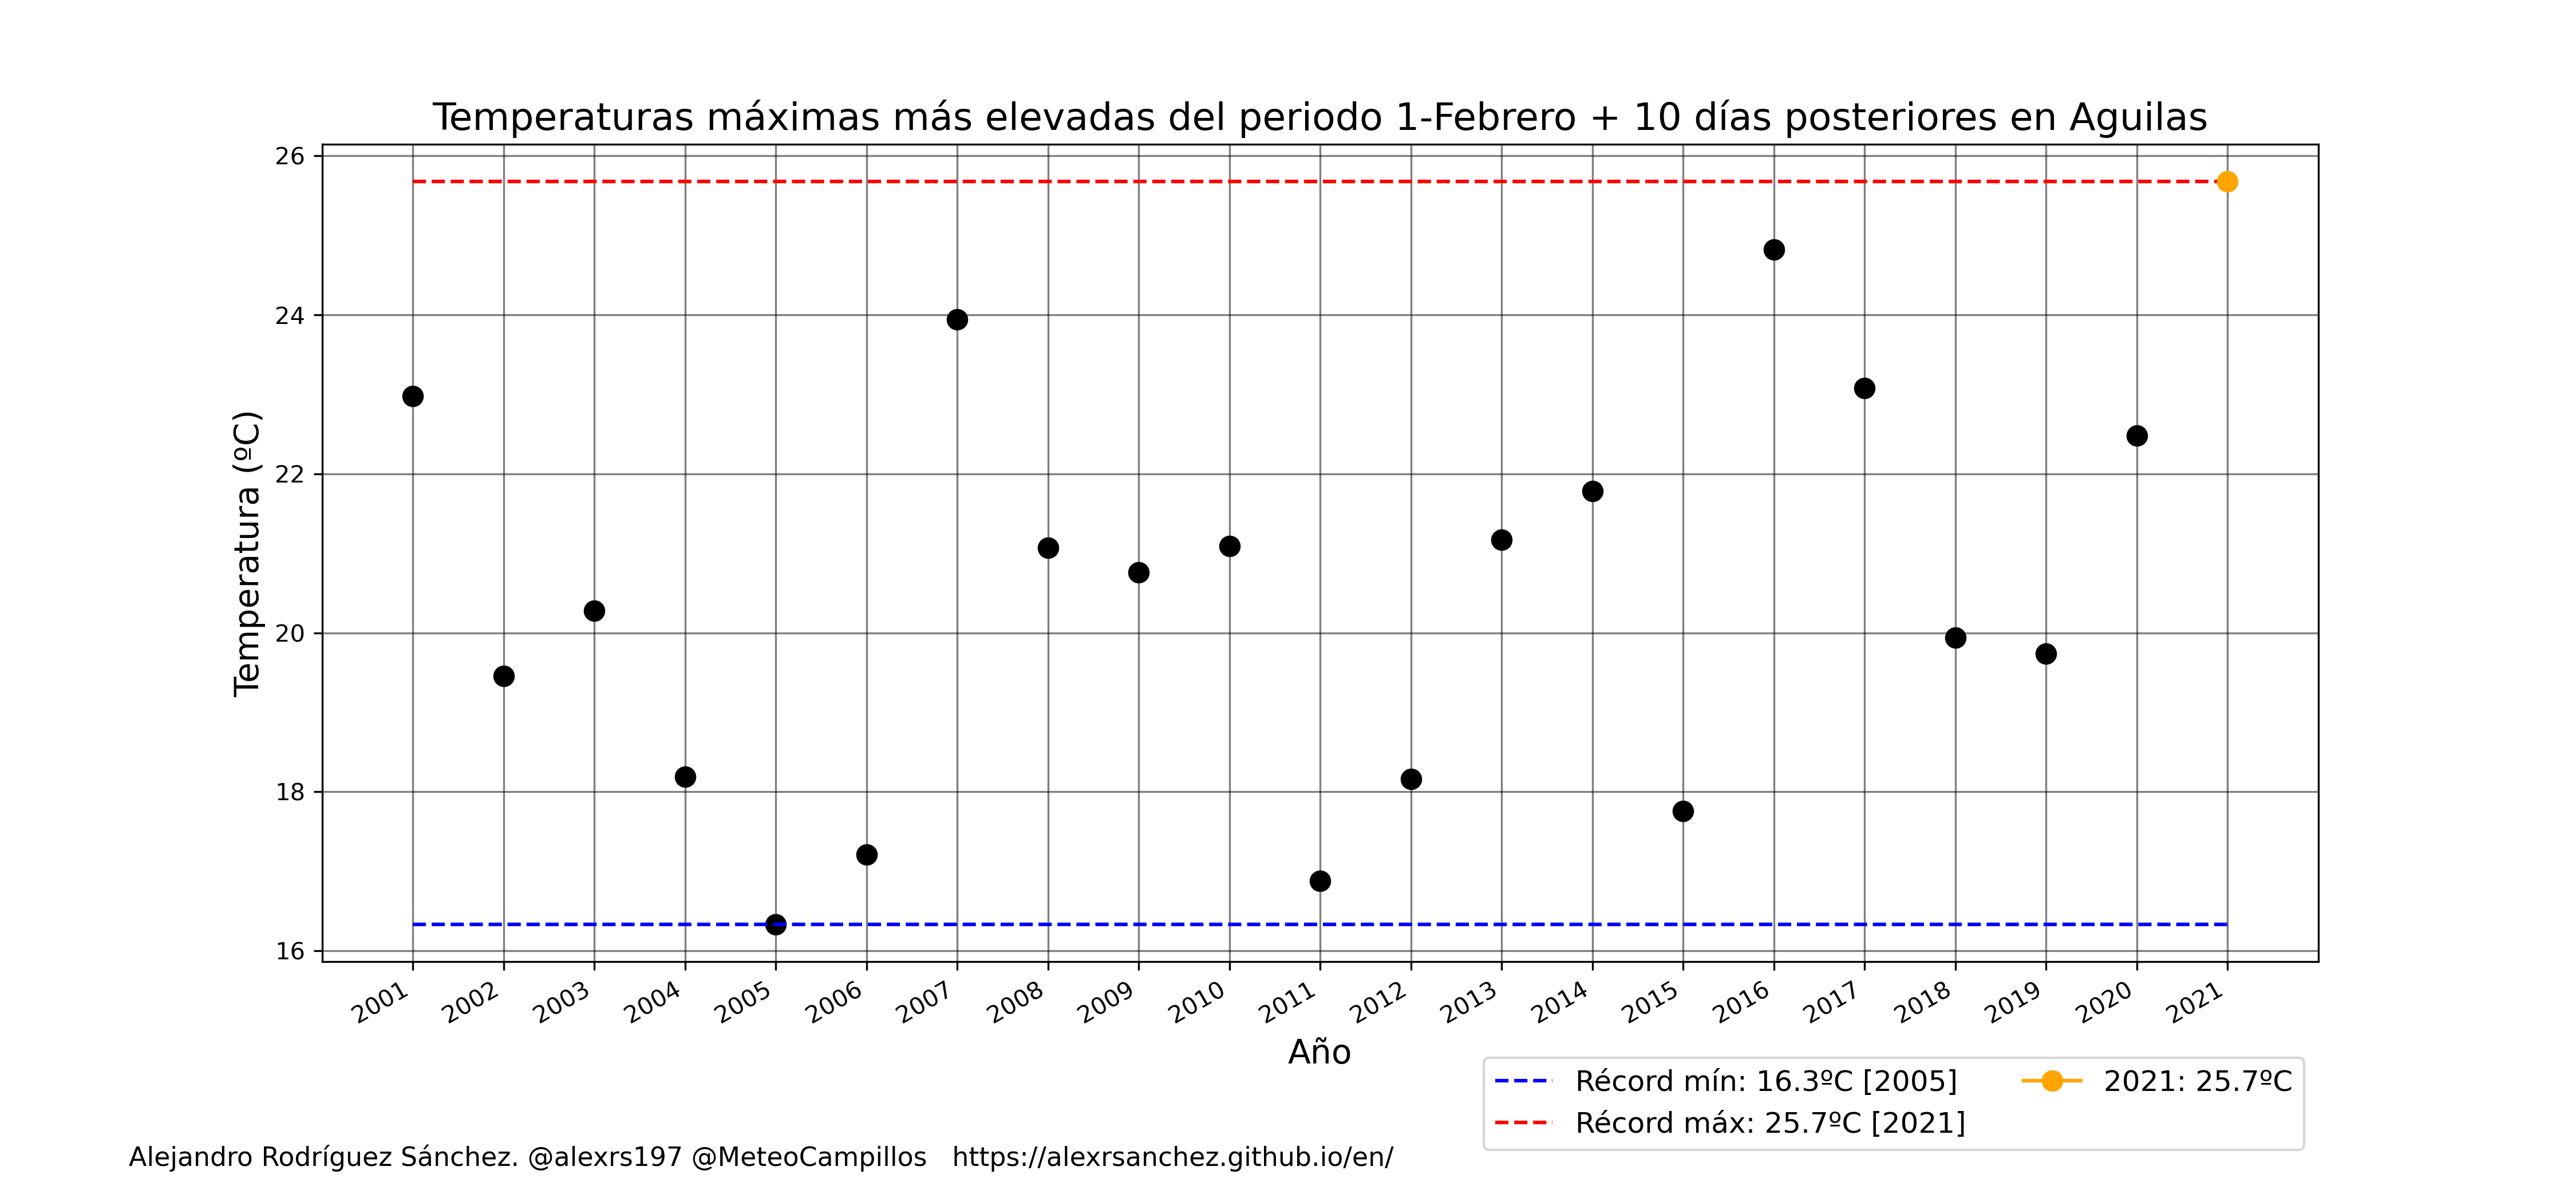 Temperaturas máximas más elevadas del periodo 1-Febrero + 10 días posteriores en Aguilas
Temperatura (ºC)
26
24
22
20
18
16
2001 2002 2003 2004 2005 2006 2007 2008 2009 2010 2011 2012 2013 2014 2015 2016 2017 2018 2019 2020 2021
Año
Récord mín: 16.3ºC [2005]
Récord máx: 25.7ºC [2021]
2021: 25.7ºC
Alejandro Rodríguez Sánchez. @alexrs197 @MeteoCampillos https://alexrsanchez.github.io/en/